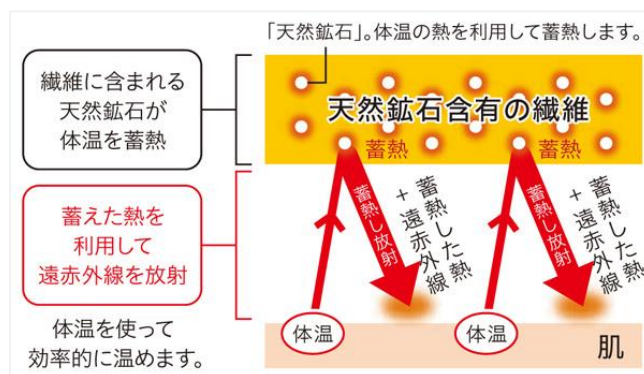 「天然鉱石」。体温の熱を利用して蓄熱します。
繊維に含まれる
天然鉱石が
体温を蓄熱
天然鉱石含有の繊維
蓄熱
蓄熱
蓄えた熱を
利用して
遠赤外線を放射
蓄熱し放射
蓄熱した熱
+遠赤外線
蓄熱し放射
蓄熱した熱
+遠赤外線
体温
体温
肌
体温を使って
効率的に温めます。